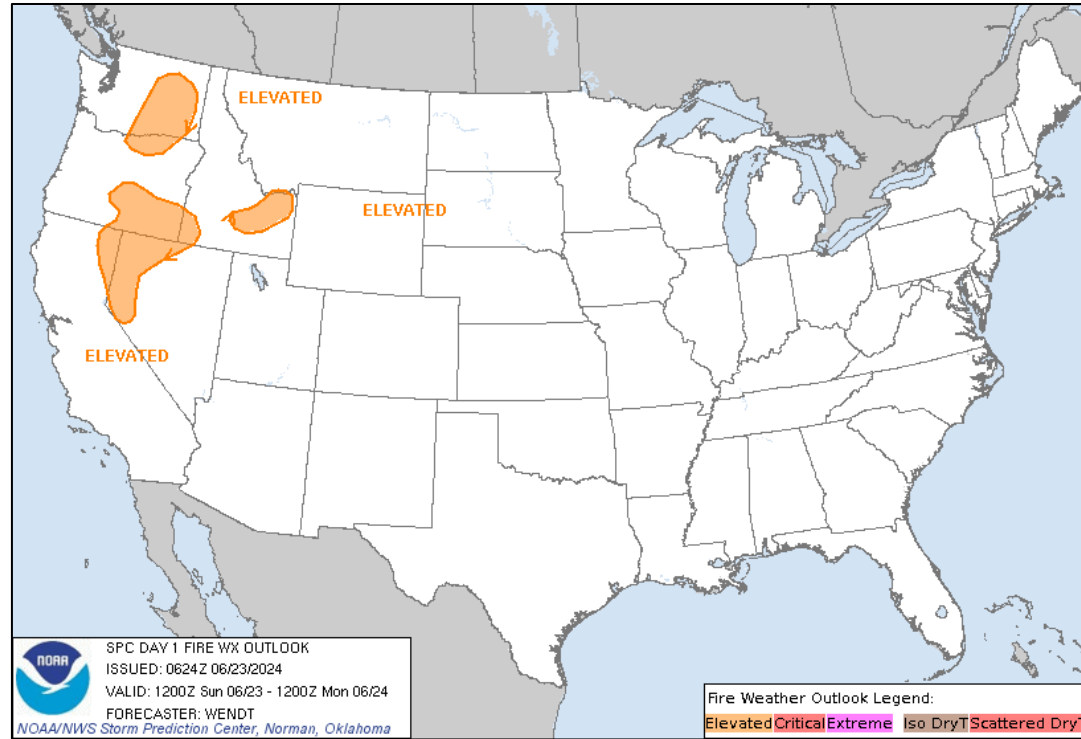 ELEVATED
ELEVATED
ELEVATED
NOAA
SPC DAY 1 FIRE WX OUTLOOK
ISSUED: 0624Z 06/23/2024
VALID: 1200Z Sun 06/23 - 1200Z Mon 06/24
FORECASTER: WENDT
NOAA/NWS Storm Prediction Center, Norman, Oklahoma
Fire Weather Outlook Legend:
Elevated Critical Extreme Iso DryT Scattered DryT